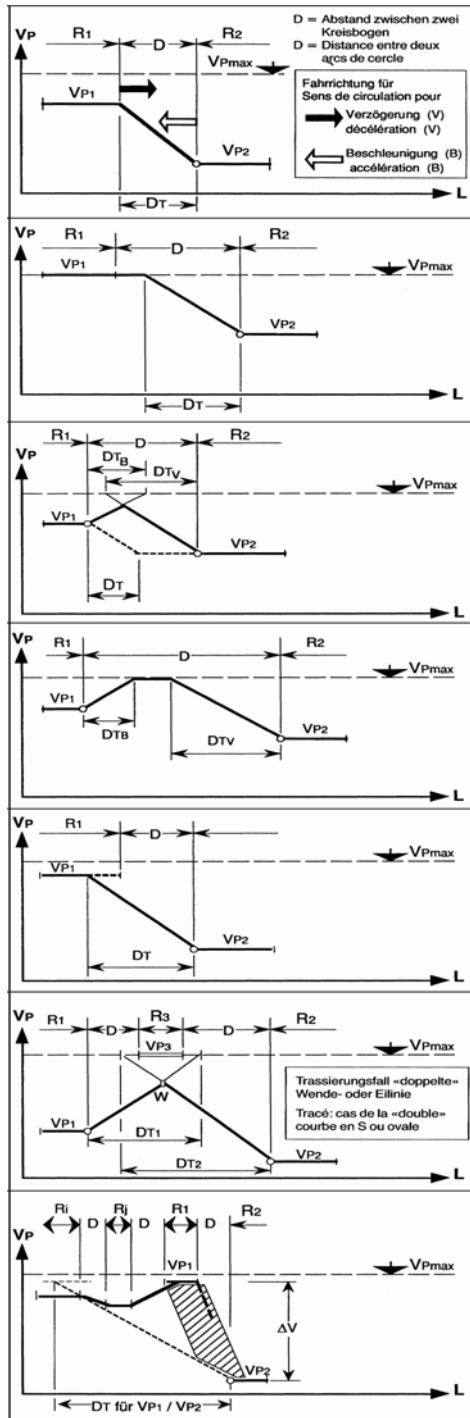 VP
R1
D
R2
D = Abstand zwischen zwei
Kreisbogen
D = Distance entre deux
arcs de cercle
VPmax
VP1
Fahrrichtung für
Sens de circulation pour
Verzögerung (V)
décélération (V)
Beschleunigung (B)
accélération (B)
VP2
DT
L
VP
R1
D
R2
VP1
VPmax
VP2
DT
L
VP
R1
D
R2
DTB
DTV
VPmax
VP1
VP2
DT
L
VP
R1
D
R2
VPmax
VP1
DTB
DTV
VP2
L
VP
R1
D
R2
VPmax
VP1
VP2
DT
L
VP
R1
D
R3
D
R2
VP3
VPmax
W
VP1
Trassierungsfall «doppelte»
Wende- oder Eilinie
Tracé: cas de la «double»
courbe en S ou ovale
DT1
DT2
VP2
L
Ri
D
Rj
D
R1
D
R2
VP
VP1
VPmax
ΔV
VP2
DT für VP1 / VP2
L